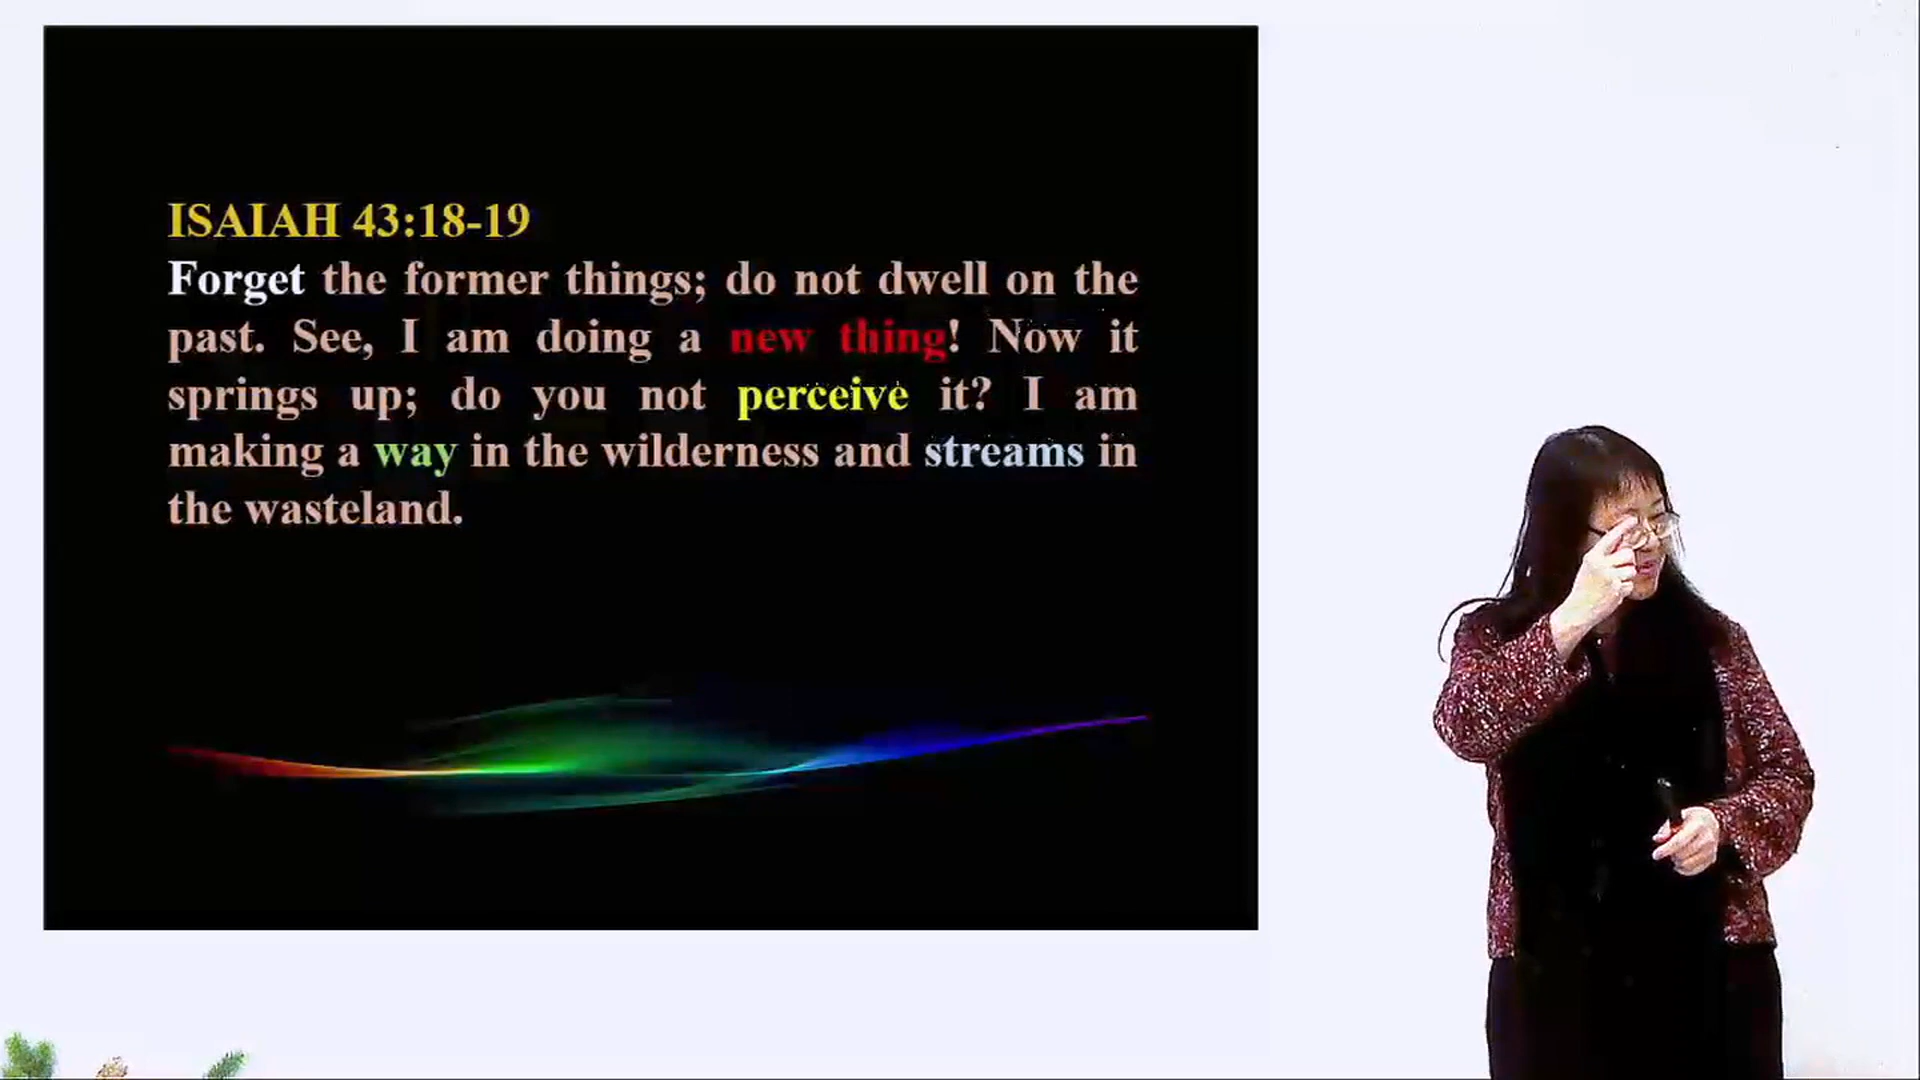 ISAIAH 43:18-19
Forget the former things; do not dwell on the
past. See, I am doing a new thing! Now it
springs up; do you not perceive it? I am
making a way in the wilderness and streams in
the wasteland.